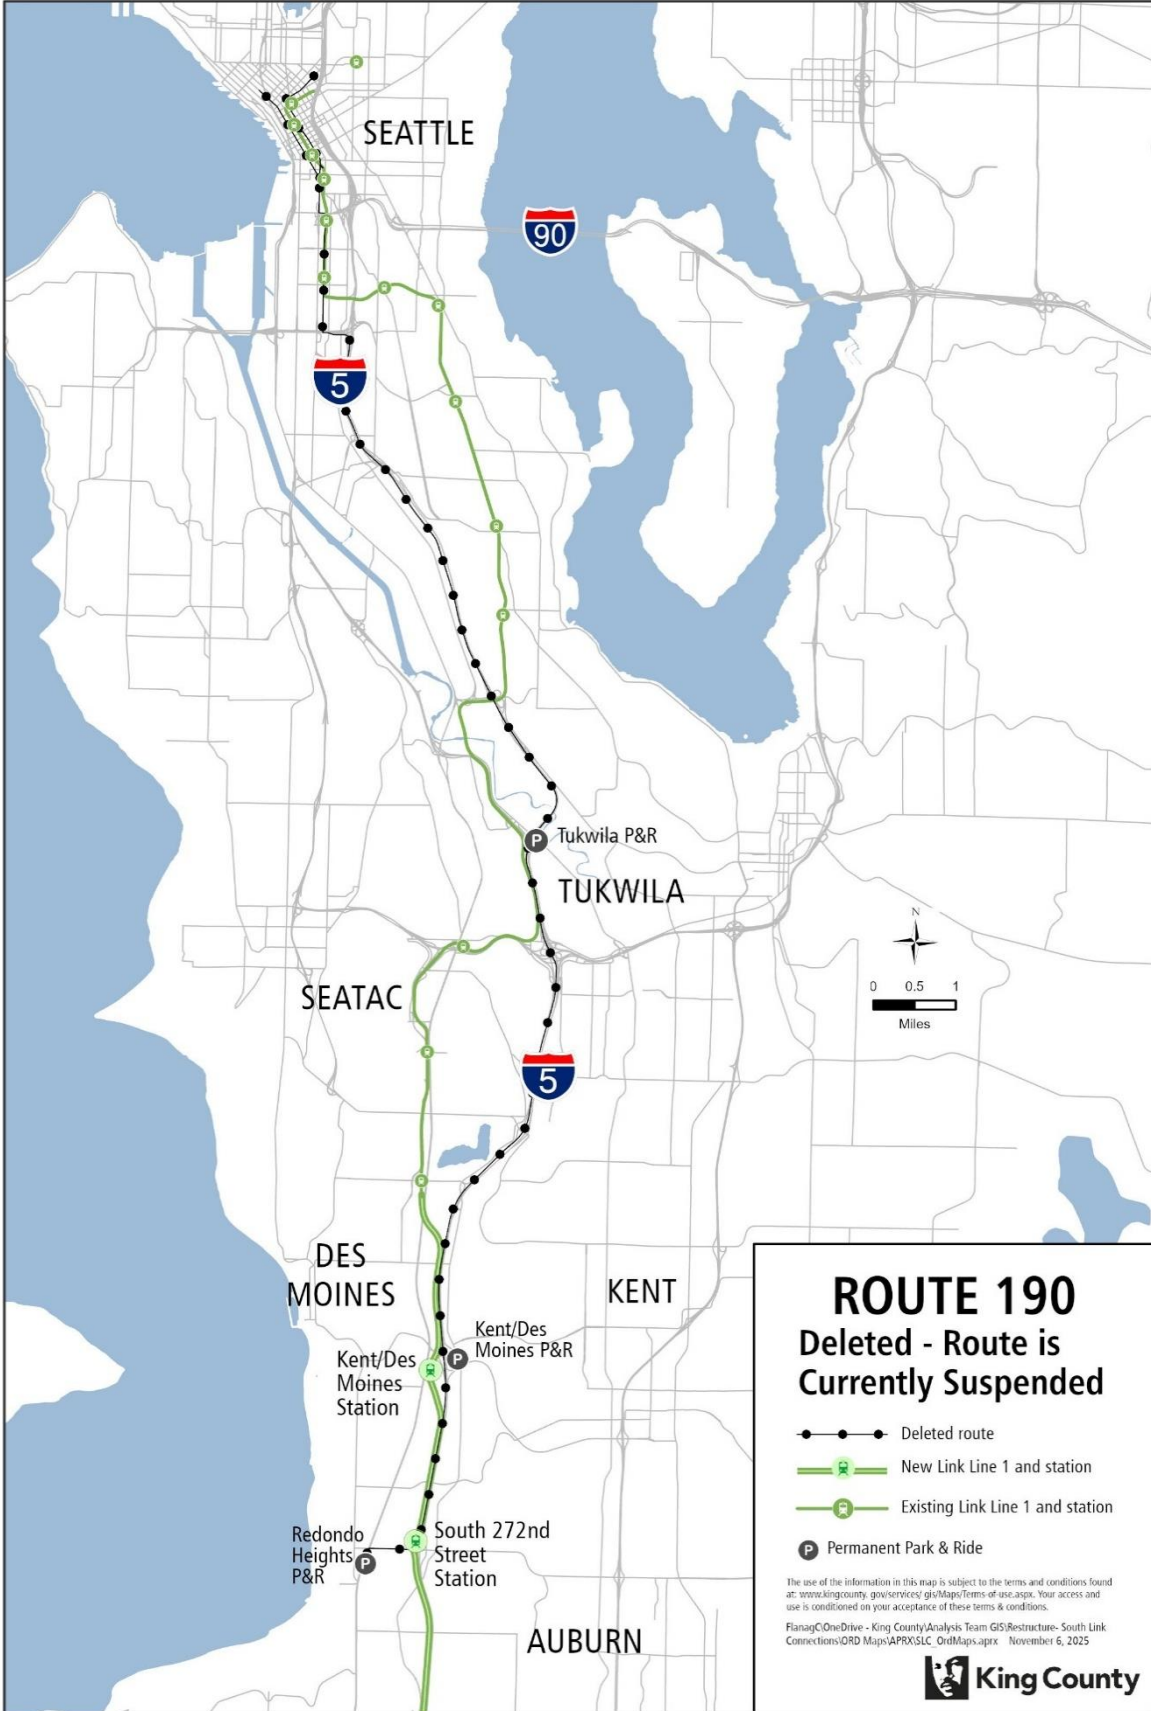 SEATTLE
90
5
Tukwila P&R
TUKWILA
N
0 0.5 1
Miles
SEATAC
5
DES
MOINES
KENT
Kent/Des
Moines P&R
Kent/Des
Moines
Station
Redondo
Heights
P&R
South 272nd
Street
Station
AUBURN
ROUTE 190
Deleted - Route is
Currently Suspended
Deleted route
New Link Line 1 and station
Existing Link Line 1 and station
P Permanent Park & Ride
The use of the information in this map is subject to the terms and conditions found
at: www.kingcounty. gov/services/ gis/Maps/Terms-of-use.aspx. Your access and
use is conditioned on your acceptance of these terms & conditions.
FlanagC\OneDrive - King County\Analysis Team GIS\Restructure- South Link
Connections\ORD Maps\APRX\SLC_OrdMaps.aprx November 6, 2025
King County